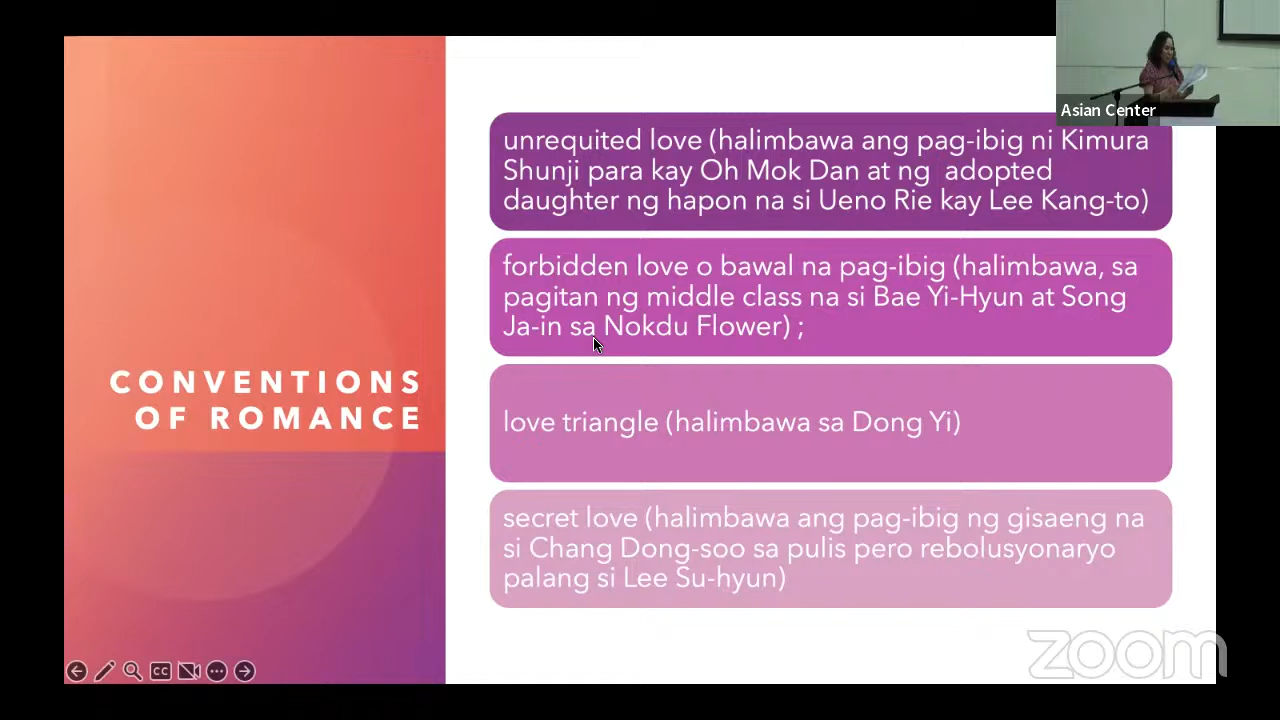 Asian Center
CONVENTIONS
OF ROMANCE
unrequited love (halimbawa ang pag-ibig ni Kimura
Shunji para kay Oh Mok Dan at ng adopted
daughter ng hapon na si Ueno Rie kay Lee Kang-to)
forbidden love o bawal na pag-ibig (halimbawa, sa
pagitan ng middle class na si Bae Yi-Hyun at Song
Ja-in sa Nokdu Flower) ;
love triangle (halimbawa sa Dong Yi)
secret love (halimbawa ang pag-ibig ng gisaeng na
si Chang Dong-soo sa pulis pero rebolusyonaryo
palang si Lee Su-hyun)
CC
zoom